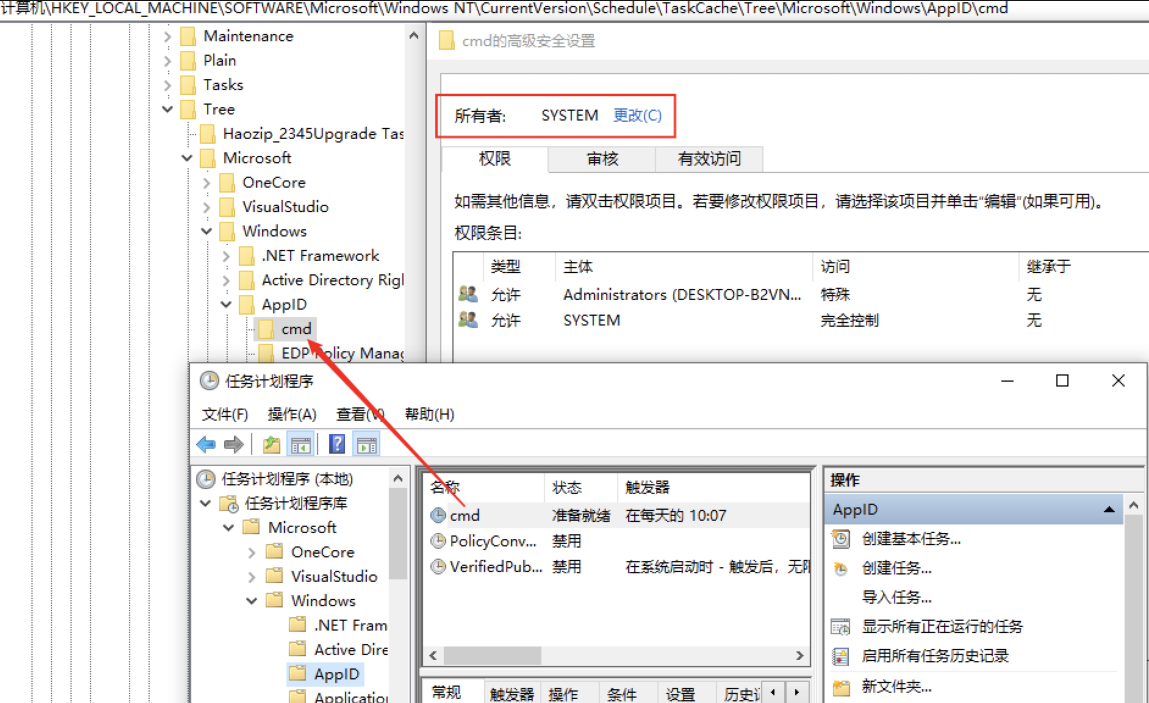 计算机\HKEY_LOCAL_MACHINE\SOFTWARE\Microsoft\Windows NT\CurrentVersion\Schedule\TaskCache\Tree\Microsoft\Windows\AppID\cmd
Maintenance
Plain
Tasks
Tree
Haozip_2345Upgrade Tas
Microsoft
OneCore
VisualStudio
Windows
.NET Framework
Active Directory Righ
AppID
cmd
EDP Policy Manag
cmd的高级安全设置
所有者: SYSTEM 更改(C)
权限 审核 有效访问
如需其他信息，请双击权限项目。若要修改权限项目，请选择该项目并单击"编辑"(如果可用)。
权限条目:
类型 主体 访问 继承于
允许 Administrators (DESKTOP-B2VN... 特殊 无
允许 SYSTEM 完全控制 无
任务计划程序
文件(F) 操作(A) 查看(V) 帮助(H)
任务计划程序 (本地)
任务计划程序库
Microsoft
OneCore
VisualStudio
Windows
.NET Fram
Active Dire
AppID
Application
名称 状态 触发器
cmd 准备就绪 在每天的 10:07
PolicyConv... 禁用
VerifiedPub... 禁用 在系统启动时 - 触发后，无限
常规 触发器 操作 条件 设置 历史记
操作
AppID
创建基本任务...
创建任务...
导入任务...
显示所有正在运行的任务
启用所有任务历史记录
新文件夹...